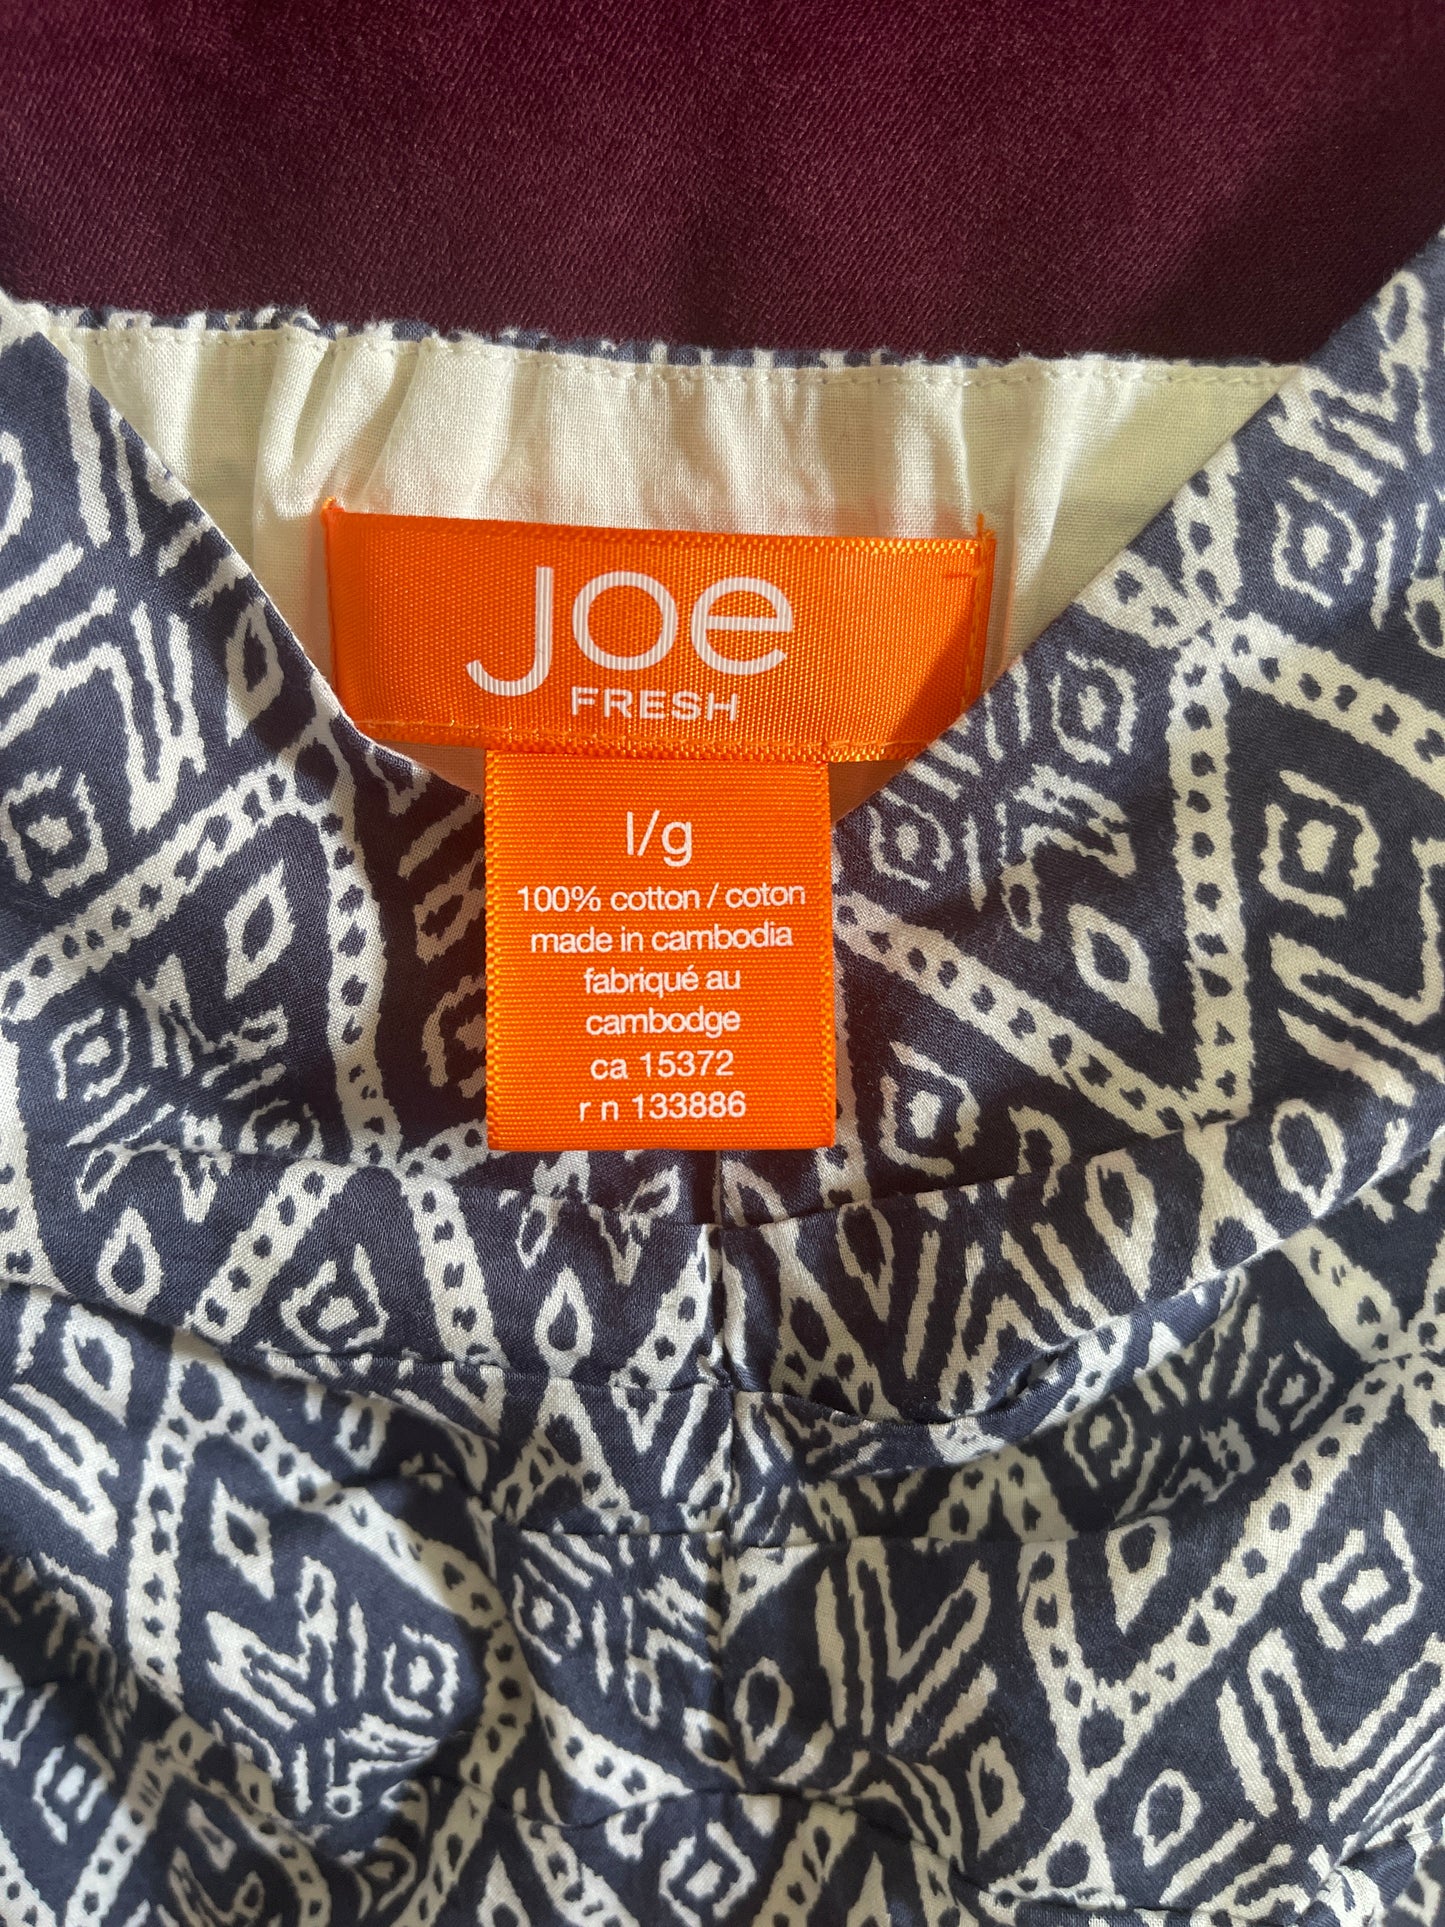 Joe
FRESH
l/g
100% cotton / coton
made in cambodia
fabriqué au
cambodge
ca 15372
r n 133886